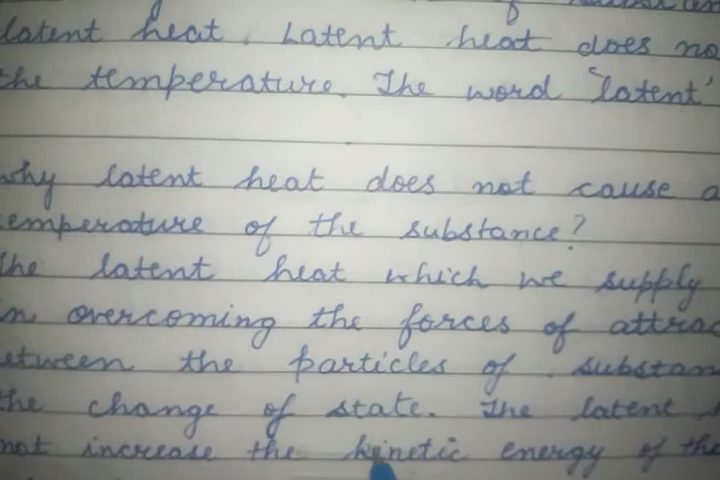 latent heat. Latent heat does no
the temperature. The word 'latent'
why latent heat does not cause a
emperature of the substance?
the latent heat which we supply
in overcoming the forces of attrac
etween the particles of substan
the change of state. The latent
not increase the kinetic energy of the